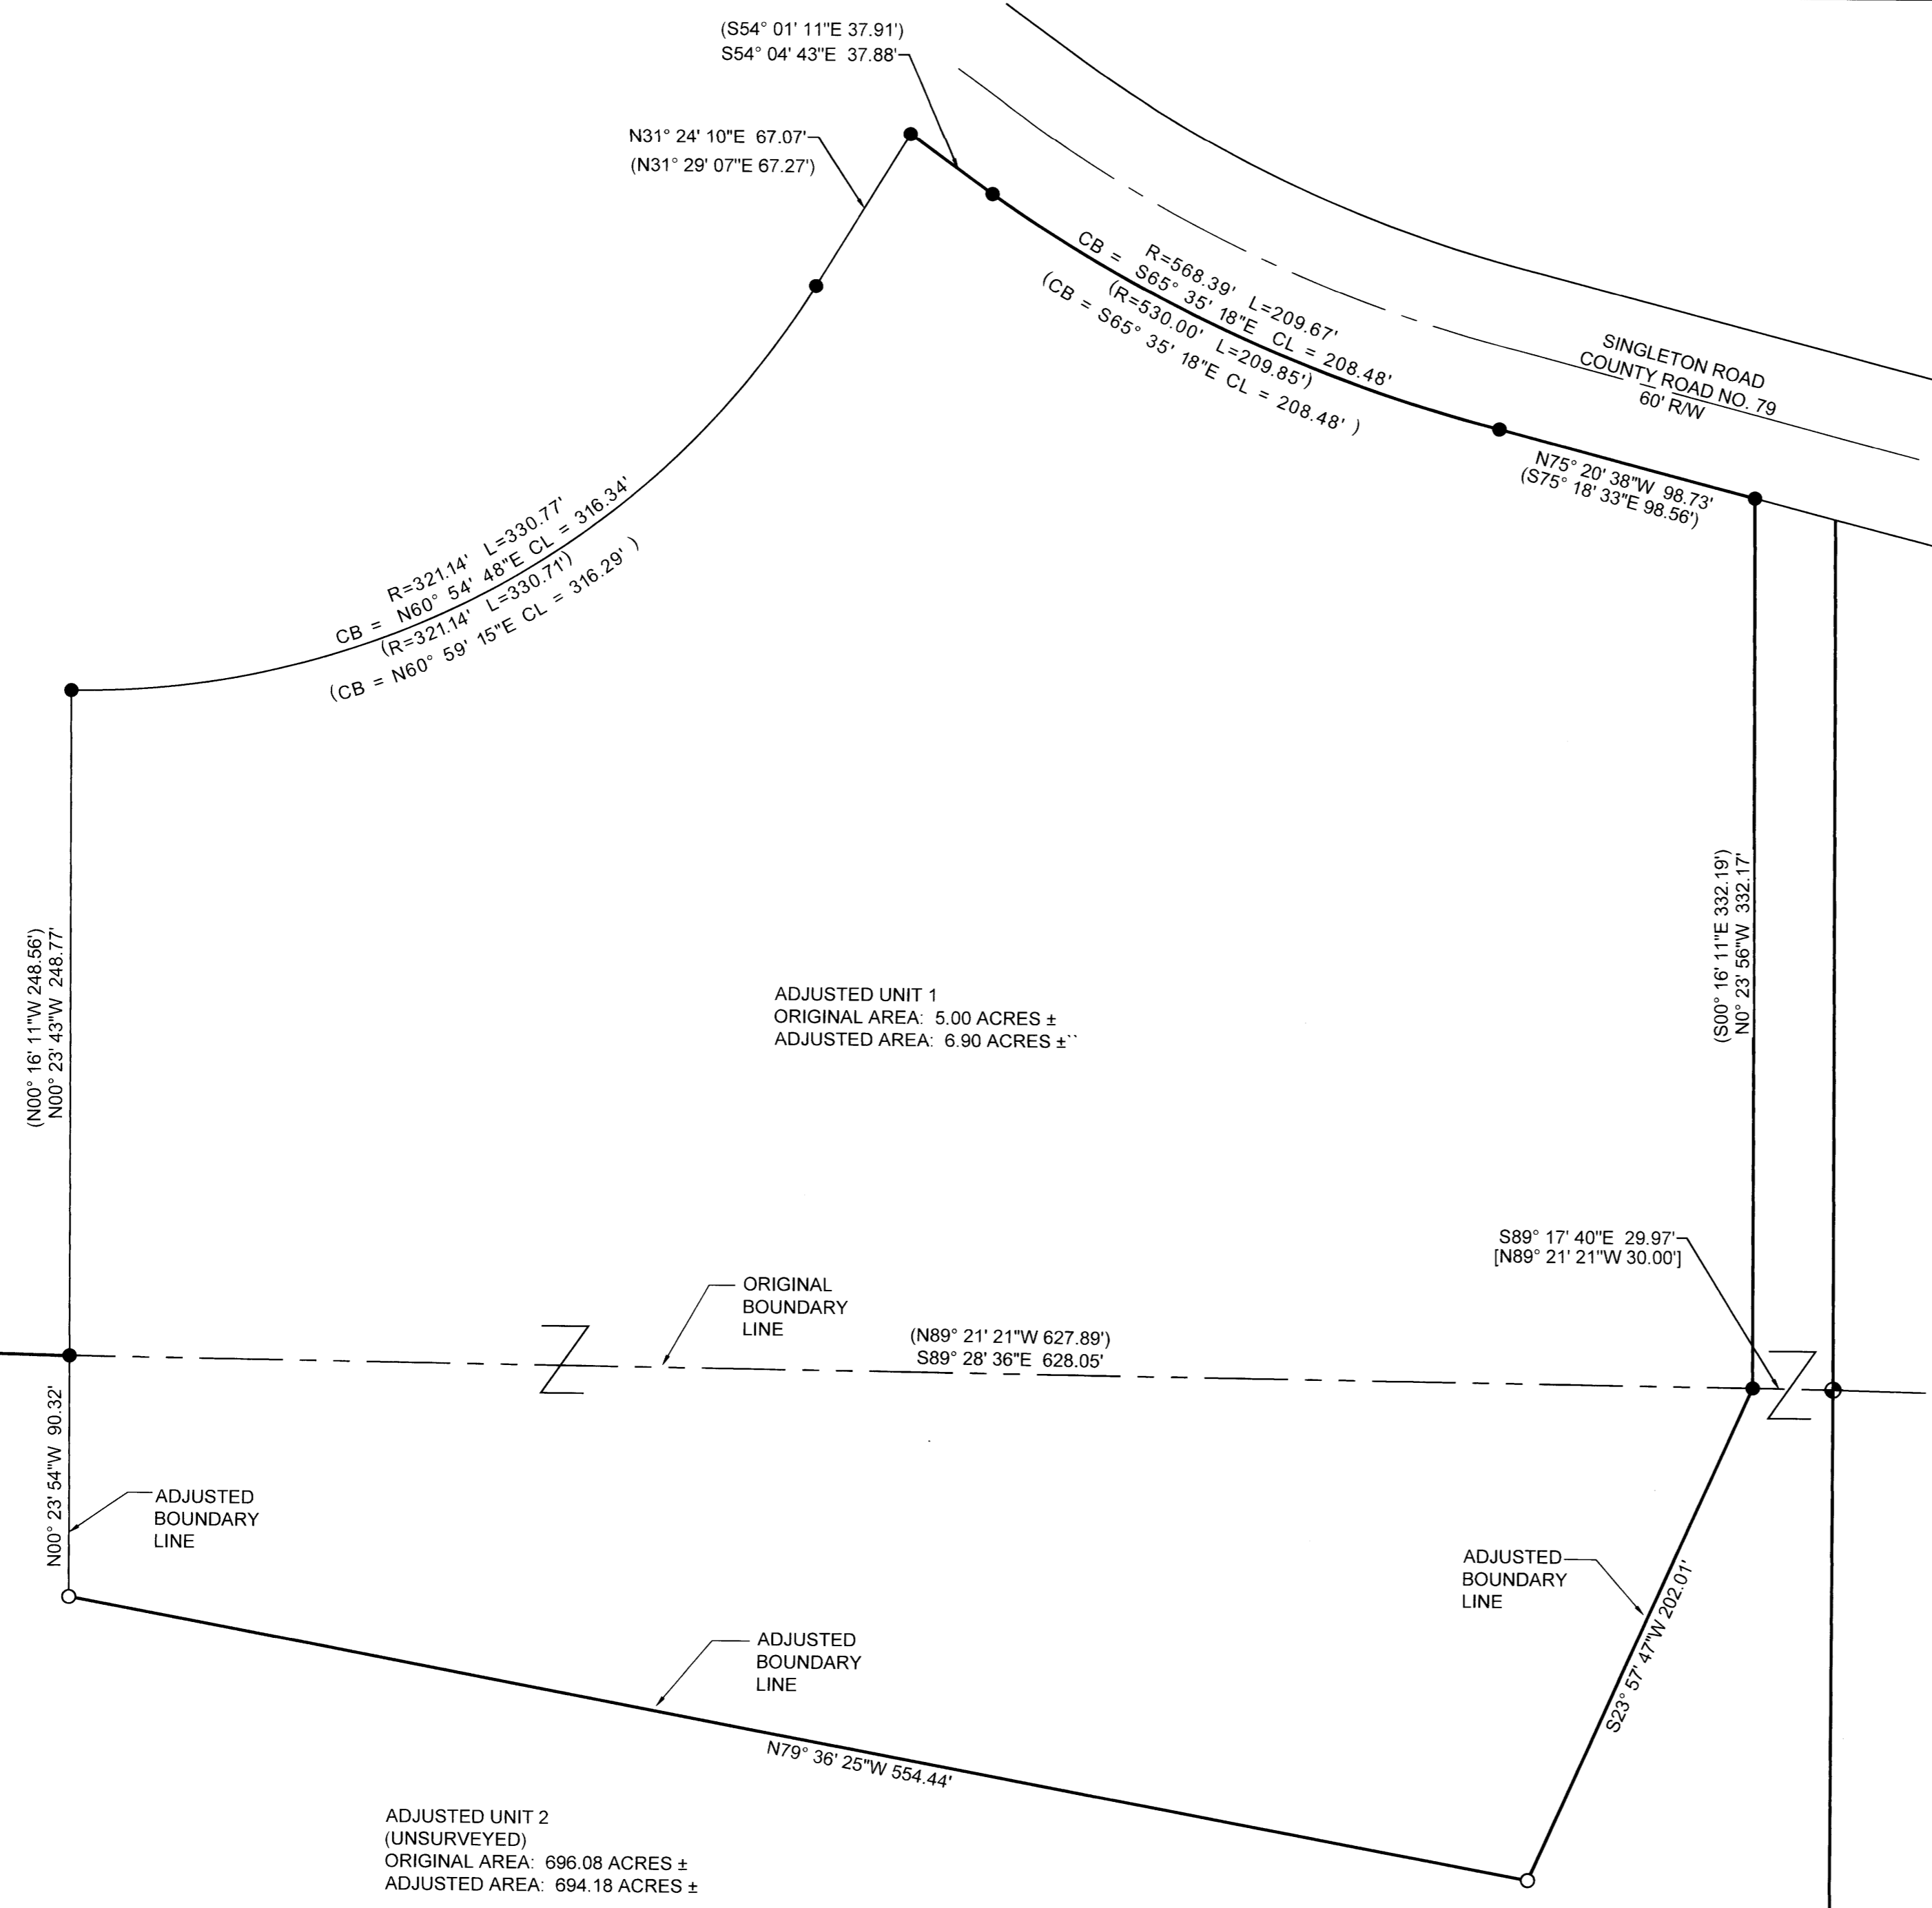 (S54° 01' 11"E 37.91')
S54° 04' 43"E 37.88'
N31° 24' 10"E 67.07'
(N31° 29' 07"E 67.27')
R=568.39' L=209.67'
CB = S65° 35' 18"E CL = 208.48'
(R=530.00' L=209.85')
(CB = S65° 35' 18"E CL = 208.48' )
SINGLETON ROAD
COUNTY ROAD NO. 79
60' R/W
N75° 20' 38"W 98.73'
(S75° 18' 33"E 98.56')
R=321.14' L=330.77'
CB = N60° 54' 48"E CL = 316.34'
(R=321.14' L=330.71')
(CB = N60° 59' 15"E CL = 316.29' )
(N00° 16' 11"W 248.56')
N00° 23' 43"W 248.77'
(S00° 16' 11"E 332.19')
N0° 23' 56"W 332.17'
ADJUSTED UNIT 1
ORIGINAL AREA: 5.00 ACRES ±
ADJUSTED AREA: 6.90 ACRES ±``
S89° 17' 40"E 29.97'
[N89° 21' 21"W 30.00']
ORIGINAL
BOUNDARY
LINE
(N89° 21' 21"W 627.89')
S89° 28' 36"E 628.05'
N00° 23' 54"W 90.32'
ADJUSTED
BOUNDARY
LINE
ADJUSTED
BOUNDARY
LINE
S23° 57' 47"W 202.01'
ADJUSTED
BOUNDARY
LINE
N79° 36' 25"W 554.44'
ADJUSTED UNIT 2
(UNSURVEYED)
ORIGINAL AREA: 696.08 ACRES ±
ADJUSTED AREA: 694.18 ACRES ±